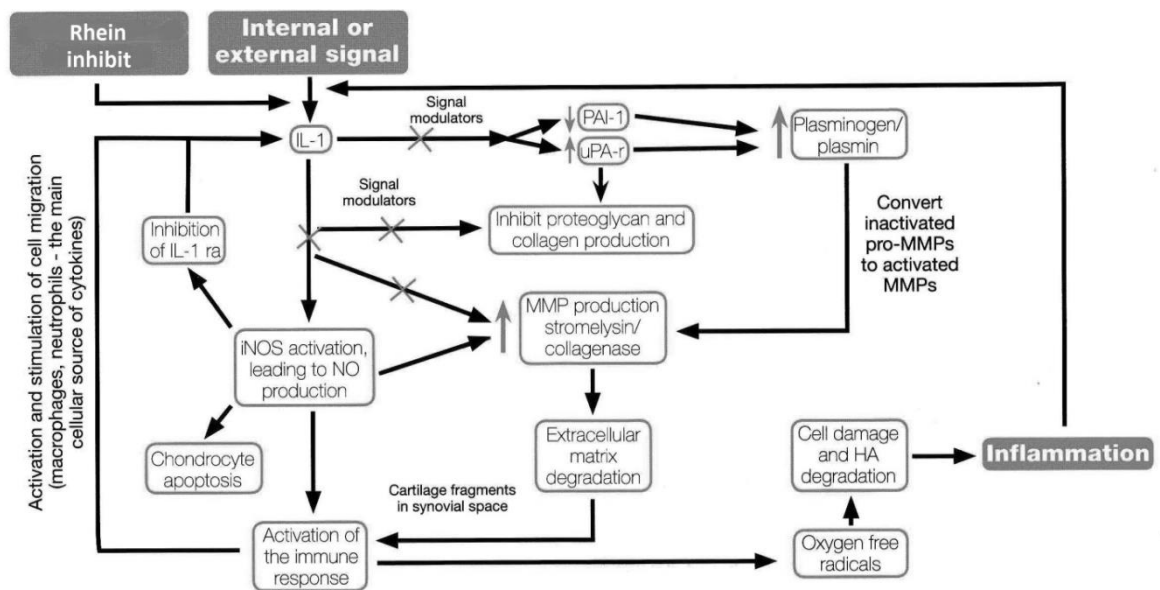 Rhein
inhibit
Internal or
external signal
IL-1
Signal
modulators
PAI-1
uPA-r
Plasminogen/
plasmin
Signal
modulators
Inhibit proteoglycan and
collagen production
Convert
inactivated
pro-MMPs
to activated
MMPs
Activation and stimulation of cell migration
(macrophages, neutrophils - the main
cellular source of cytokines)
Inhibition
of IL-1 ra
MMP production
stromelysin/
collagenase
iNOS activation,
leading to NO
production
Chondrocyte
apoptosis
Extracellular
matrix
degradation
Cell damage
and HA
degradation
Inflammation
Cartilage fragments
in synovial space
Activation of
the immune
response
Oxygen free
radicals